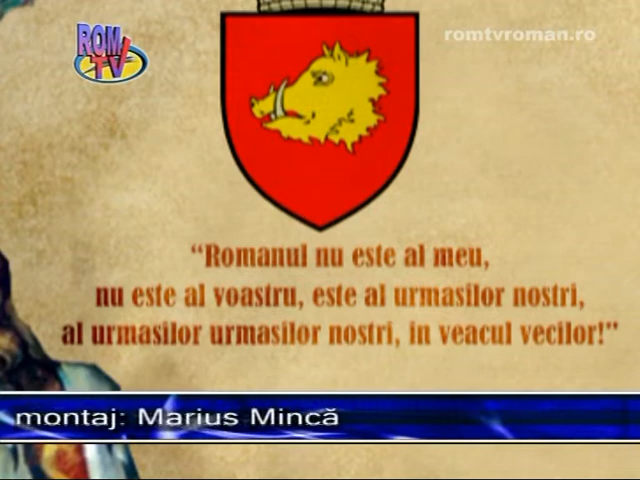 ROM TV
romtvroman.ro
“Romanul nu este al meu,
nu este al voastru, este al urmasilor nostri,
al urmasilor urmasilor nostri, in veacul vecilor!”
montaj: Marius Mincă